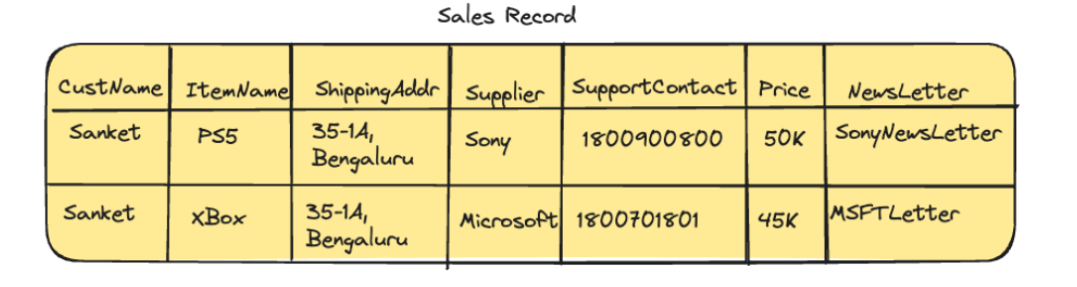 Sales Record
CustName ItemName ShippingAddr Supplier SupportContact Price NewsLetter
Sanket PS5 35-1A, Bengaluru Sony 1800900800 50K SonyNewsLetter
Sanket xBox 35-1A, Bengaluru Microsoft 1800701801 45K MSFTLetter